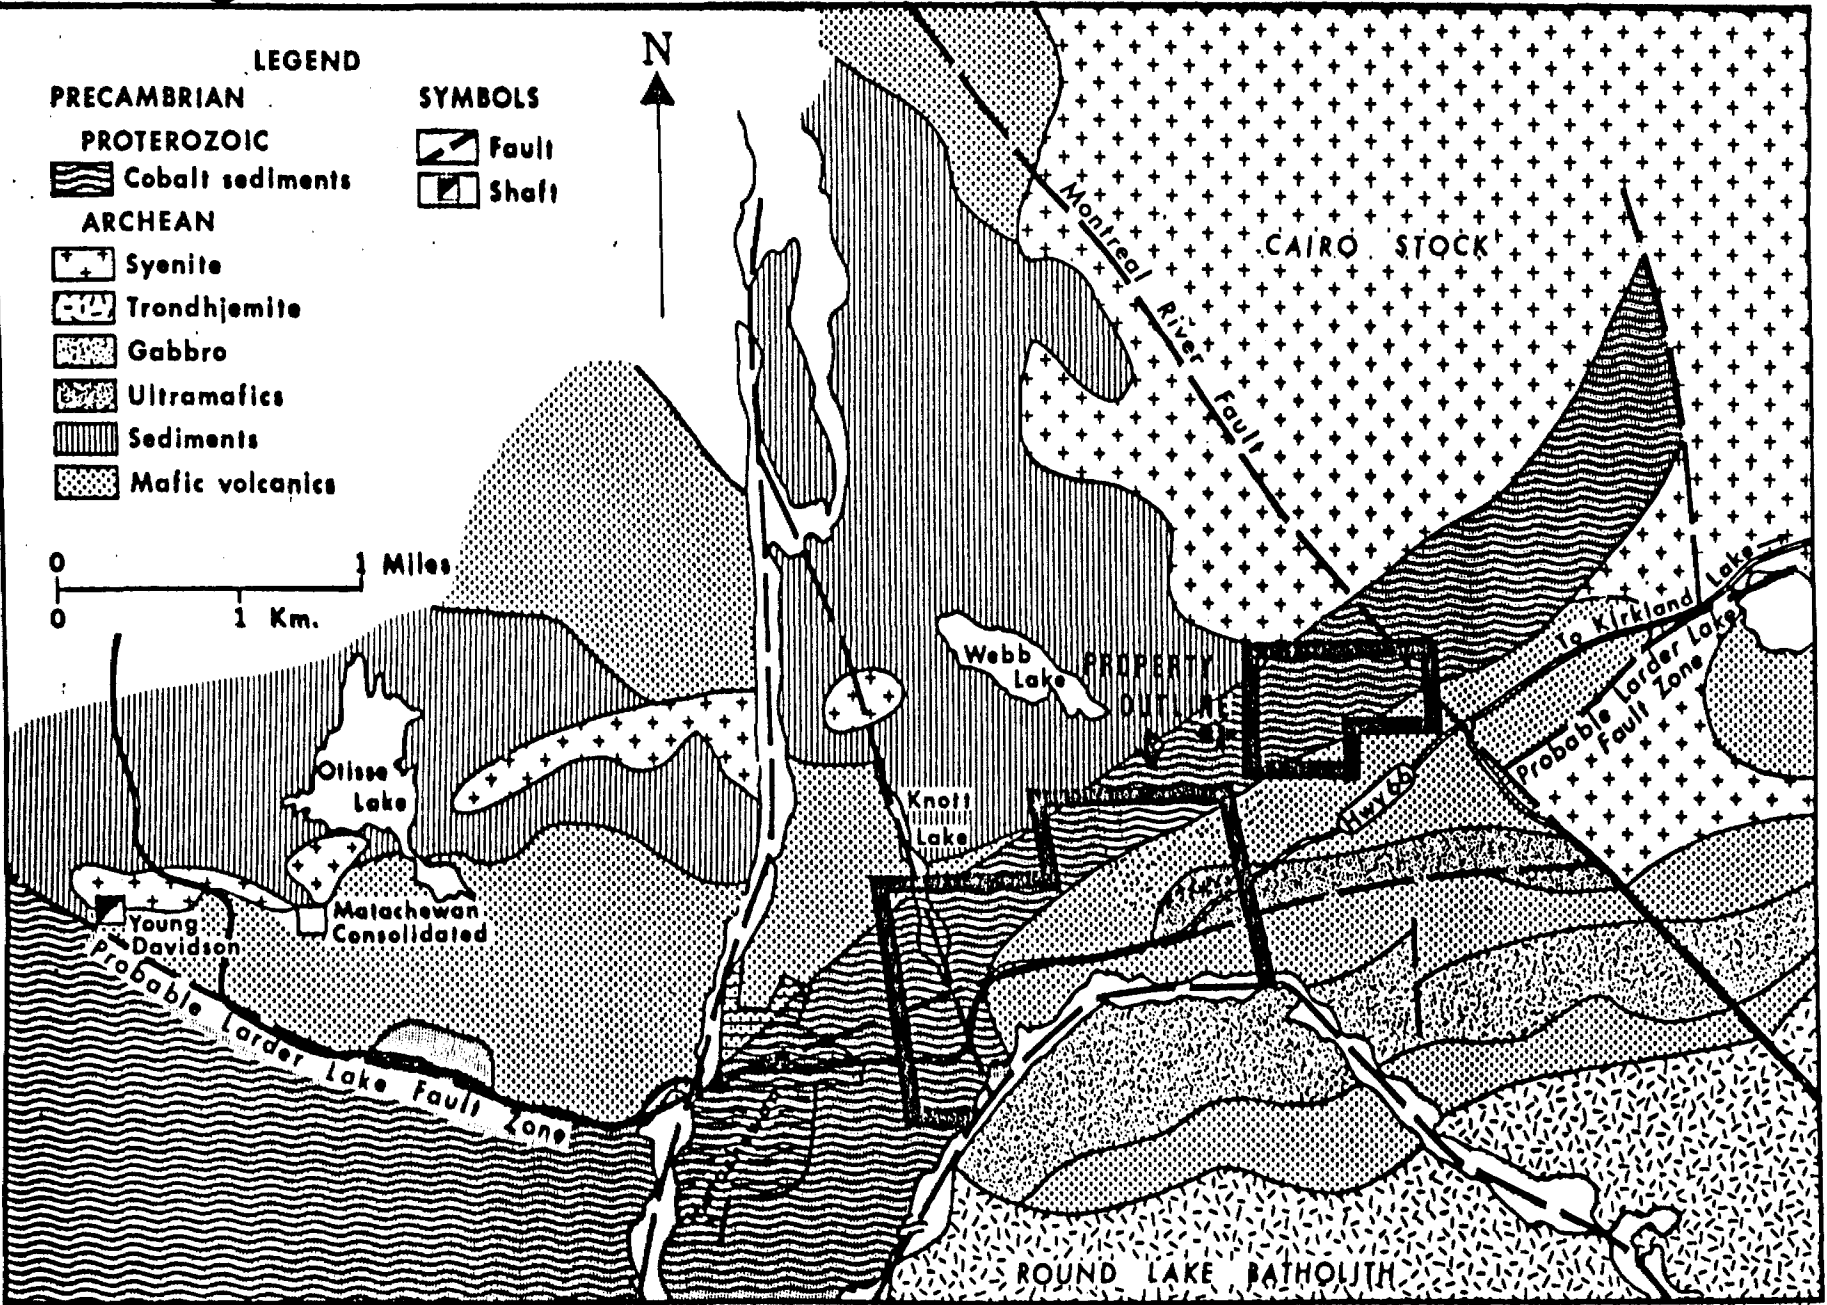 LEGEND
PRECAMBRIAN
PROTEROZOIC
Cobalt sediments
ARCHEAN
Syenite
Trondhjemite
Gabbro
Ultramafics
Sediments
Mafic volcanics
SYMBOLS
Fault
Shaft
N
0 1 Miles
0 1 Km.
Montreal River Fault
CAIRO STOCK
Webb
Lake
PROPERTY
OUTLINE
To Kirkland Lake
Probable Larder Lake
Fault Zone
Hwy 66
Otisse
Lake
Knott
Lake
Young
Davidson
Matachewan
Consolidated
Probable Larder Lake Fault Zone
ROUND LAKE BATHOLITH